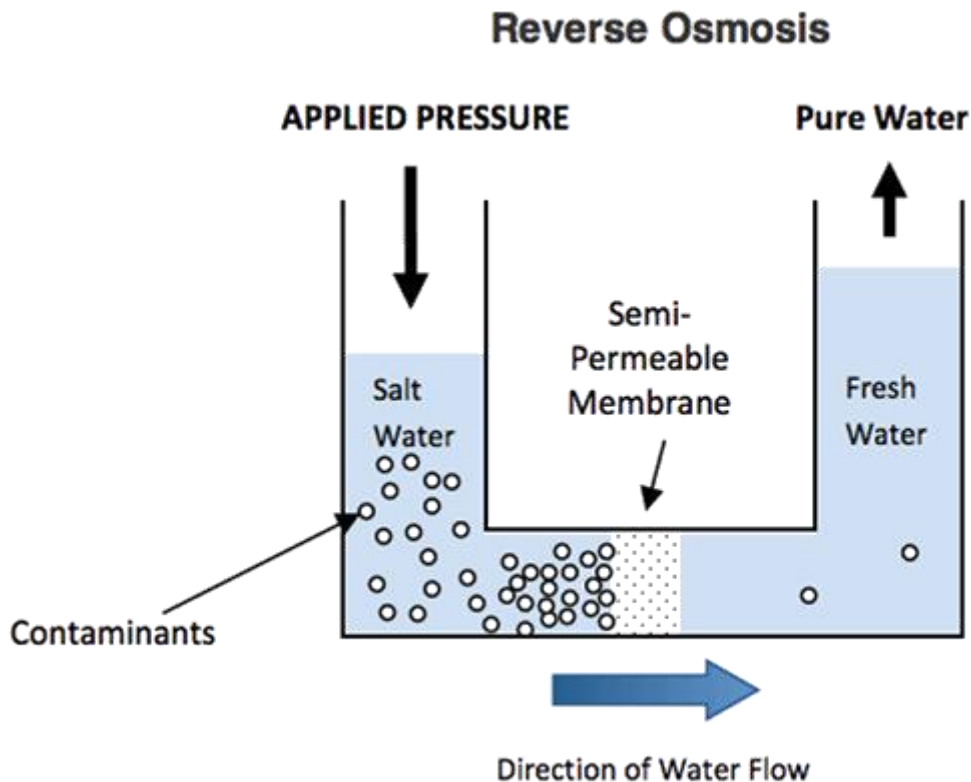 Reverse Osmosis
APPLIED PRESSURE
Pure Water
Semi-
Permeable
Membrane
Salt
Water
Fresh
Water
Contaminants
Direction of Water Flow